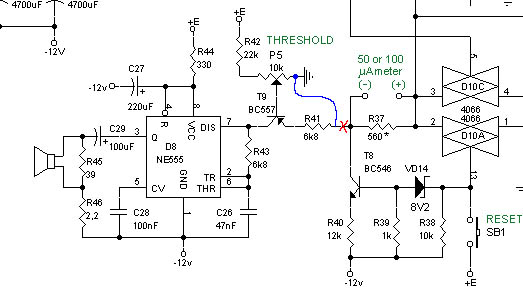 4700uF
4700uF
-12V
+E
+E
R44
330
R42
22k
THRESHOLD
P5
10k
C27
-12v
220uF
T9
BC557
50 or 100
µAmeter
(-) (+)
5
D10C
3
4
4066
4066
D10A
2
1
13
4
8
R
VCC
DIS
7
R41
6k8
X
R37
560*
C29
100uF
3
Q
D8
NE555
R43
6k8
R45
39
R46
2,2
5
CV
GND
TR
2
THR
6
1
C28
100nF
C26
47nF
-12v
T8
BC546
VD14
8V2
R40
12k
R39
1k
R38
10k
RESET
SB1
-12v
+E